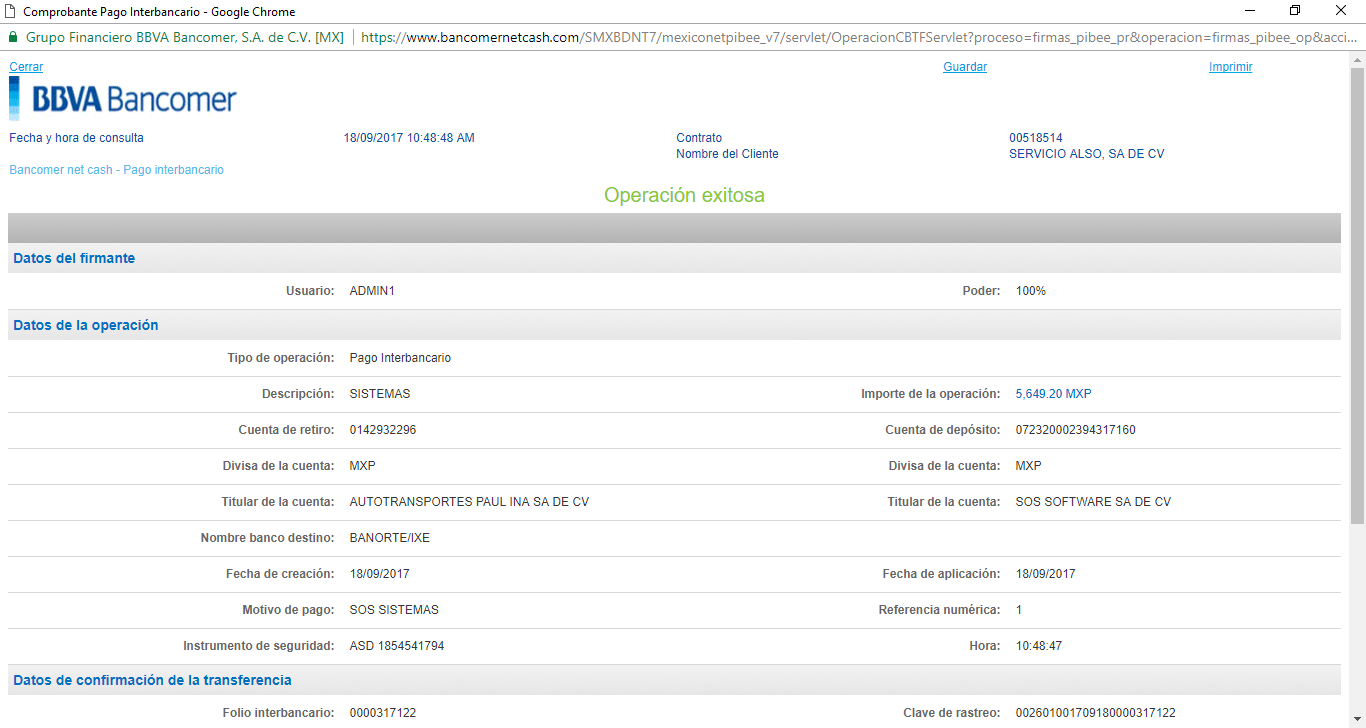 Comprobante Pago Interbancario - Google Chrome
Grupo Financiero BBVA Bancomer, S.A. de C.V. [MX] https://www.bancomernetcash.com/SMXBDNT7/mexiconetpibee_v7/servlet/OperacionCBTFServlet?proceso=firmas_pibee_pr&operacion=firmas_pibee_op&acci...
Cerrar Guardar Imprimir
BBVA Bancomer
Fecha y hora de consulta 18/09/2017 10:48:48 AM Contrato 00518514
Nombre del Cliente SERVICIO ALSO, SA DE CV
Bancomer net cash - Pago interbancario
Operación exitosa
Datos del firmante
Usuario: ADMIN1 Poder: 100%
Datos de la operación
Tipo de operación: Pago Interbancario
Descripción: SISTEMAS Importe de la operación: 5,649.20 MXP
Cuenta de retiro: 0142932296 Cuenta de depósito: 072320002394317160
Divisa de la cuenta: MXP Divisa de la cuenta: MXP
Titular de la cuenta: AUTOTRANSPORTES PAUL INA SA DE CV Titular de la cuenta: SOS SOFTWARE SA DE CV
Nombre banco destino: BANORTE/IXE
Fecha de creación: 18/09/2017 Fecha de aplicación: 18/09/2017
Motivo de pago: SOS SISTEMAS Referencia numérica: 1
Instrumento de seguridad: ASD 1854541794 Hora: 10:48:47
Datos de confirmación de la transferencia
Folio interbancario: 0000317122 Clave de rastreo: 002601001709180000317122